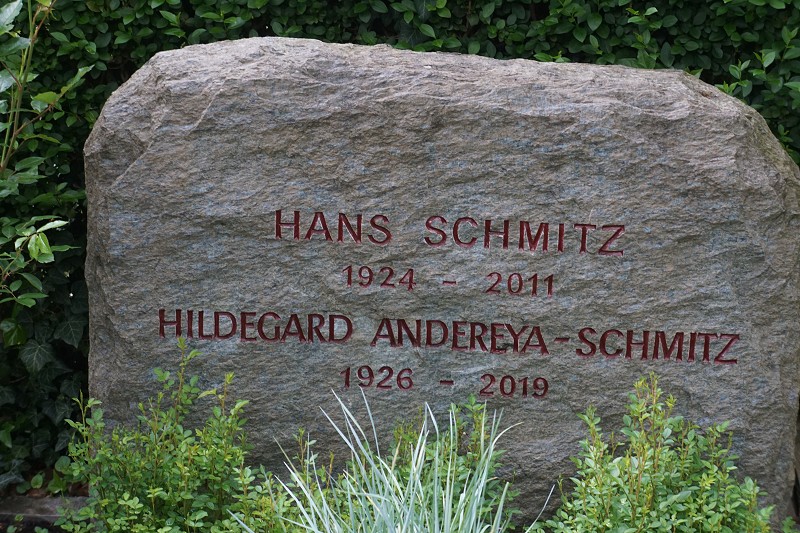 HANS SCHMITZ
1924 - 2011
HILDEGARD ANDEREYA-SCHMITZ
1926 - 2019